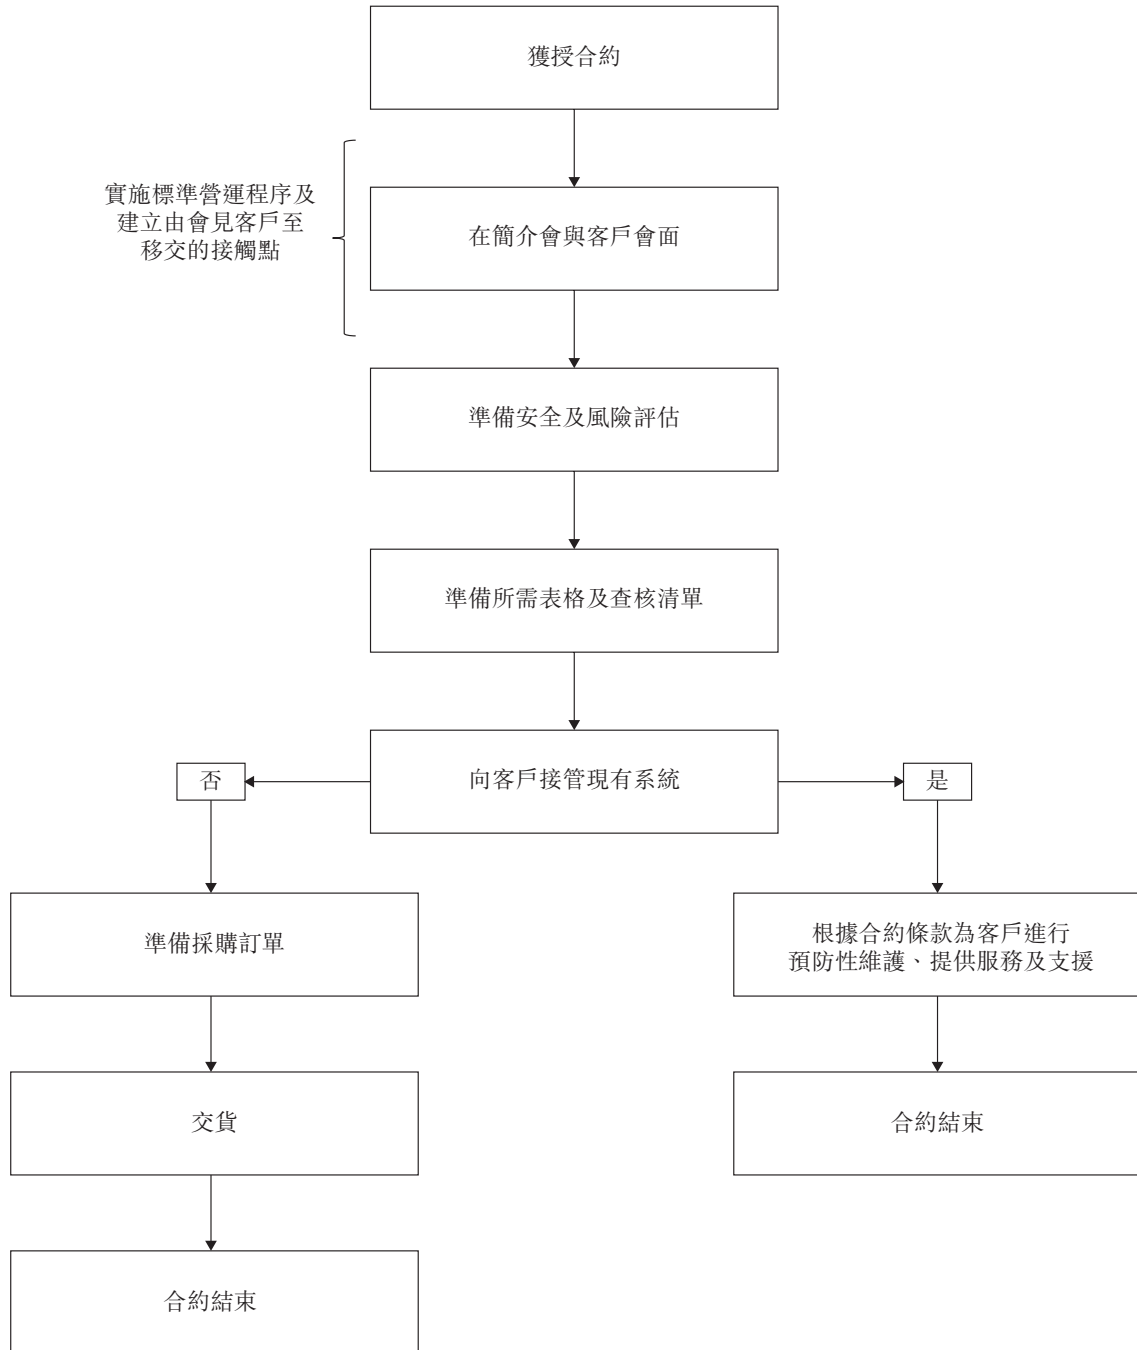 獲授合約
實施標準營運程序及
建立由會見客戶至
移交的接觸點
在簡介會與客戶會面
準備安全及風險評估
準備所需表格及查核清單
否
向客戶接管現有系統
是
準備採購訂單
根據合約條款為客戶進行
預防性維護、提供服務及支援
交貨
合約結束
合約結束